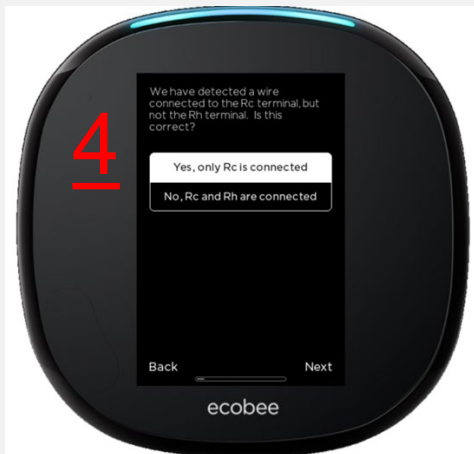 We have detected a wire
connected to the Rc terminal, but
not the Rh terminal. Is this
correct?
4
Yes, only Rc is connected
No, Rc and Rh are connected
Back
Next
ecobee